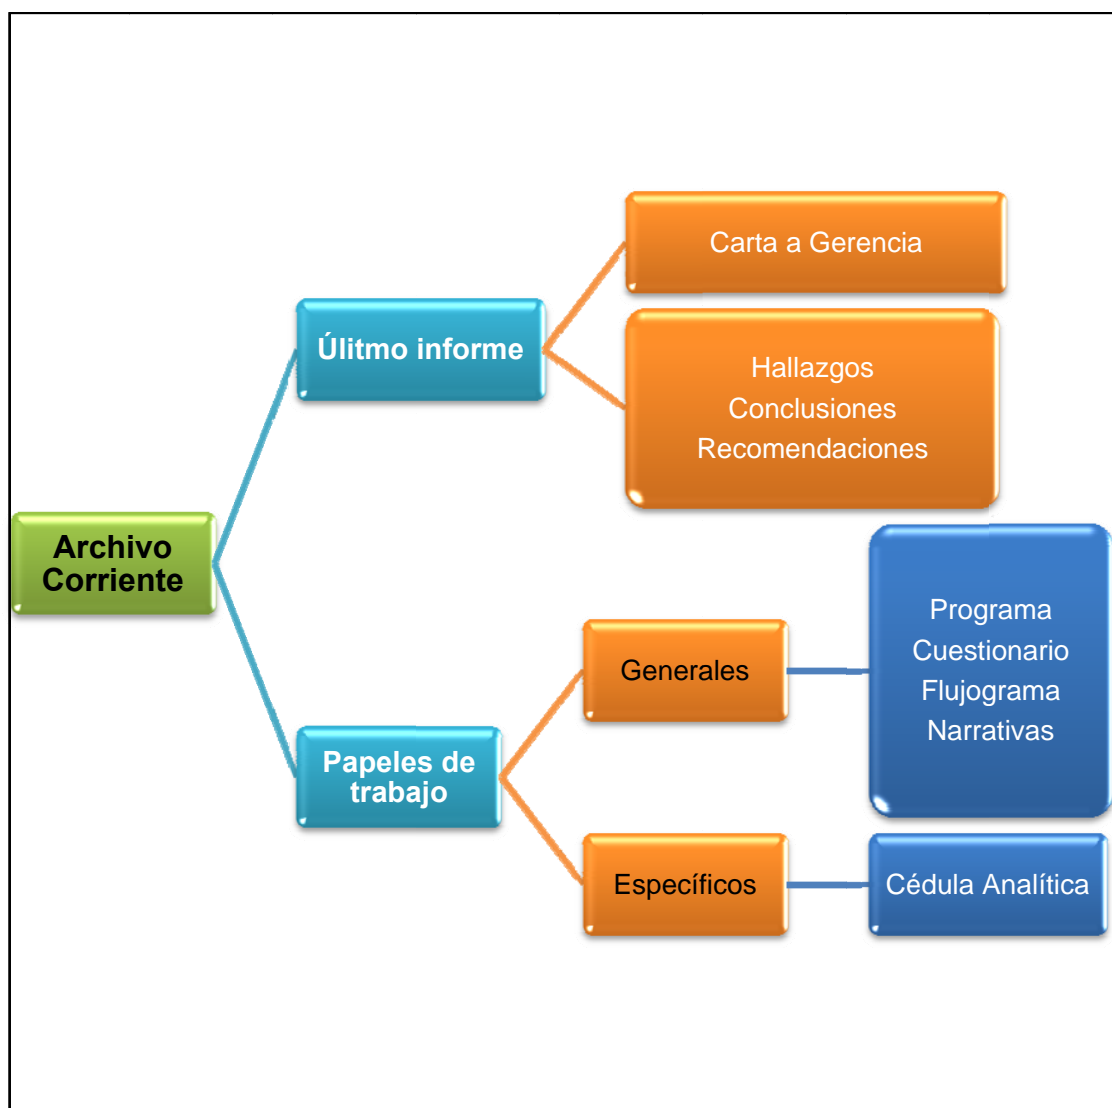 Carta a Gerencia
Úlitmo informe
Hallazgos
Conclusiones
Recomendaciones
Archivo
Corriente
Programa
Cuestionario
Flujograma
Narrativas
Generales
Papeles de
trabajo
Específicos
Cédula Analítica